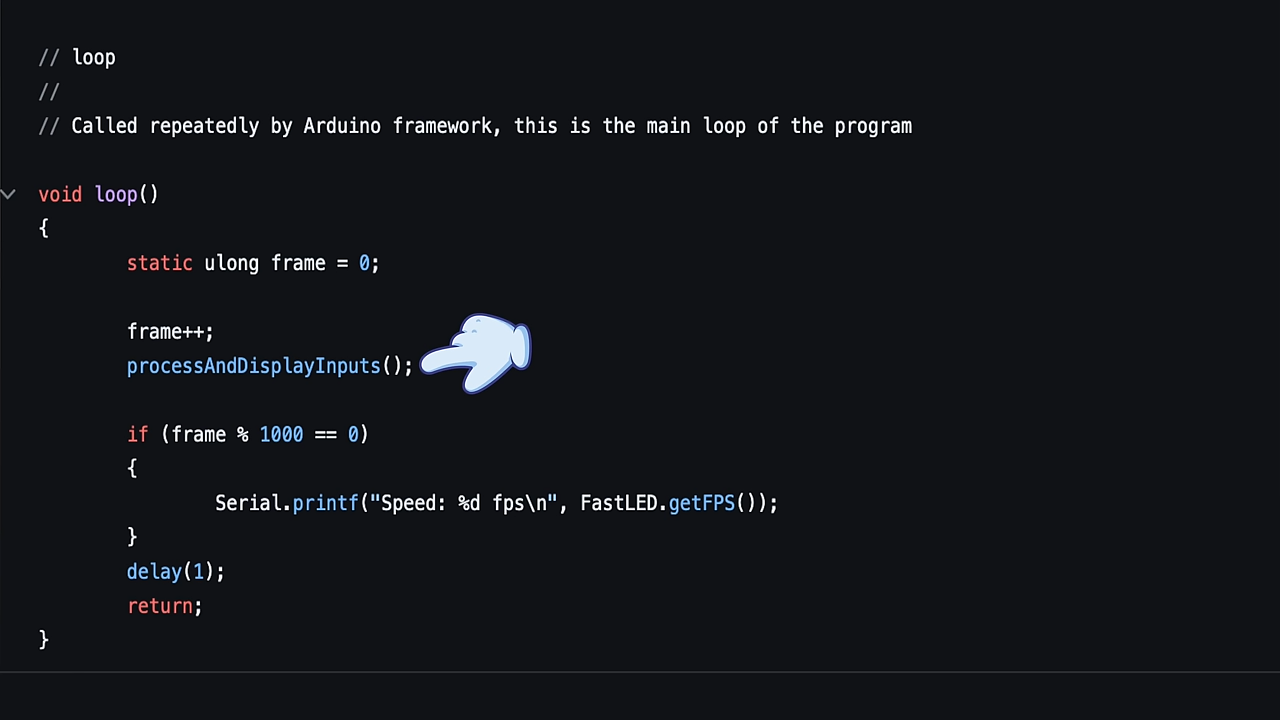 // loop
//
// Called repeatedly by Arduino framework, this is the main loop of the program
void loop()
{
static ulong frame = 0;
frame++;
processAndDisplayInputs();
if (frame % 1000 == 0)
{
Serial.printf("Speed: %d fps\n", FastLED.getFPS());
}
delay(1);
return;
}